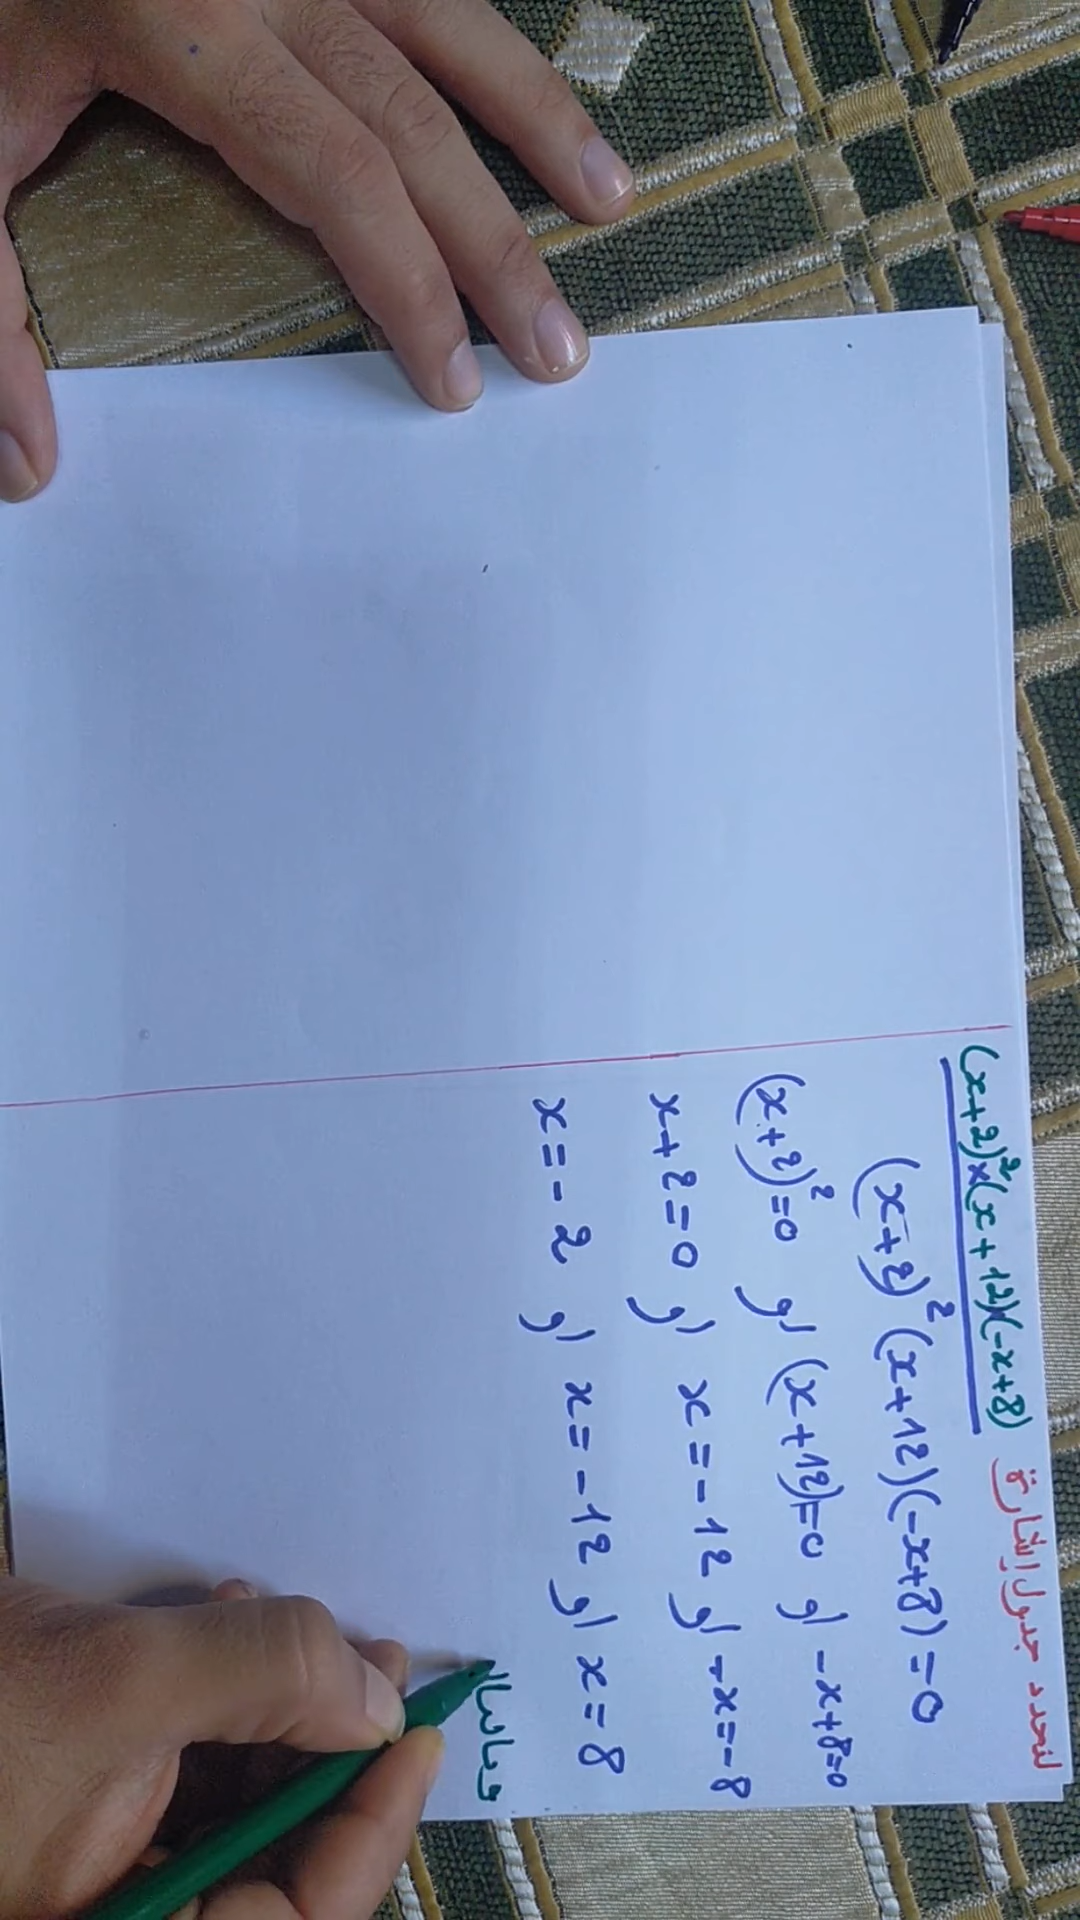 لنحدد جدول إشارة (x+2)²×(x+12)(-x+8)
(x+2)²(x+12)(-x+8)=0
(x+2)²=0 أو (x+12)=0 أو -x+8=0
x+2=0 أو x=-12 أو -x=-8
x=-2 أو x=-12 أو x=8